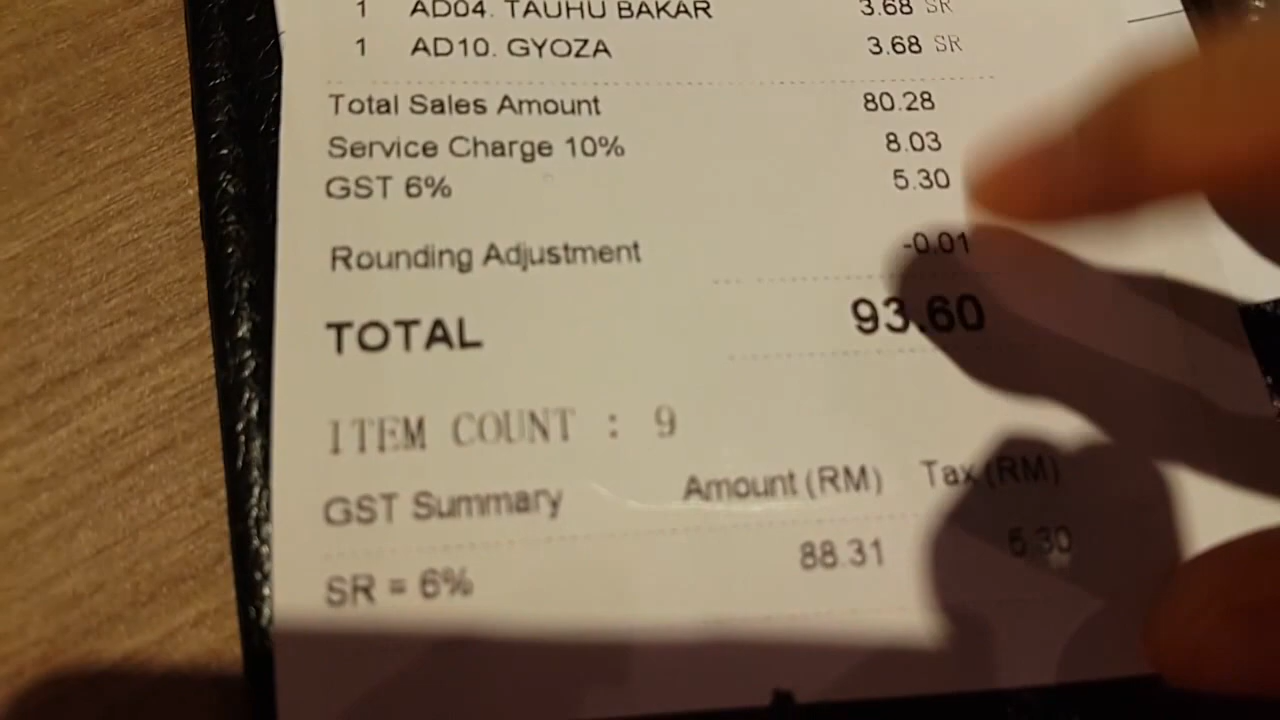 1 AD04. TAUHU BAKAR 3.68 SR
1 AD10. GYOZA 3.68 SR
Total Sales Amount 80.28
Service Charge 10% 8.03
GST 6% 5.30
Rounding Adjustment -0.01
TOTAL 93.60
ITEM COUNT : 9
GST Summary Amount (RM) Tax (RM)
SR = 6% 88.31 5.30